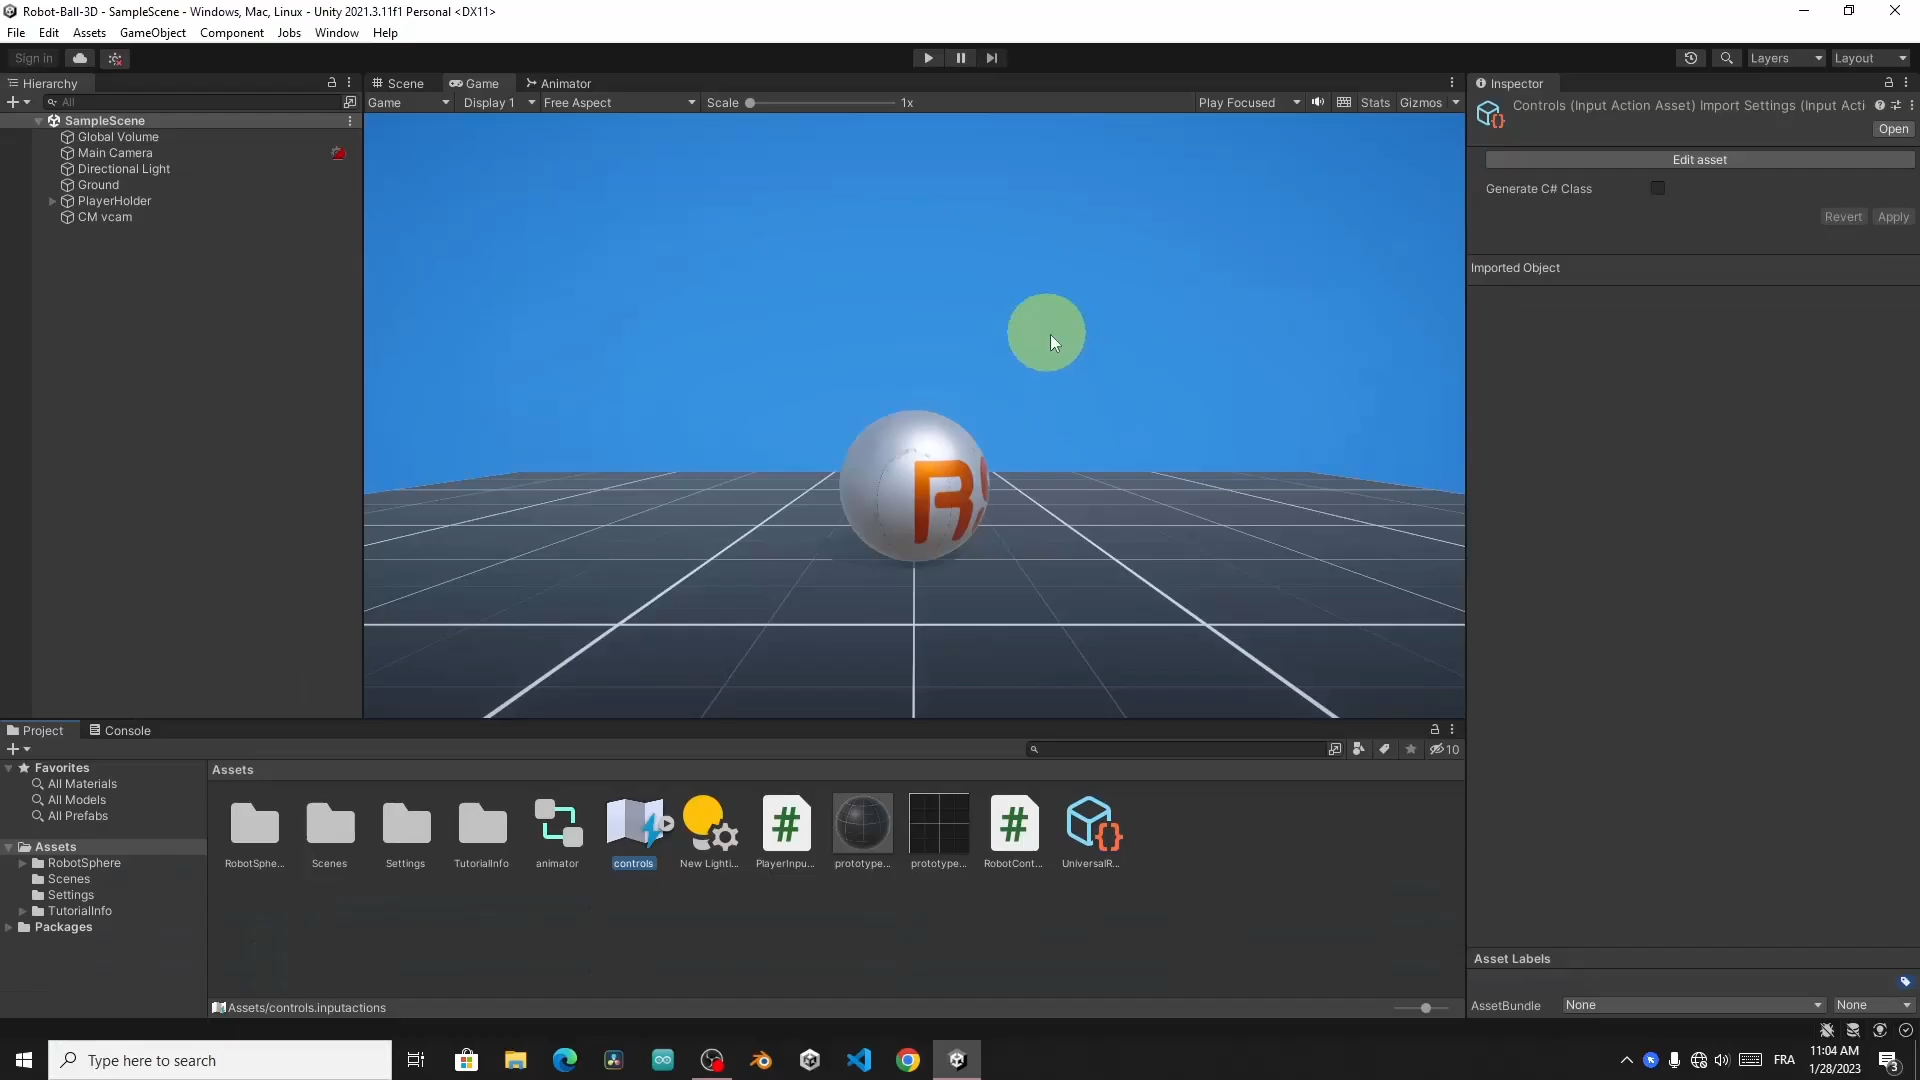 Robot-Ball-3D - SampleScene - Windows, Mac, Linux - Unity 2021.3.11f1 Personal <DX11>
File Edit Assets GameObject Component Jobs Window Help
Sign in
Layers
Layout
Hierarchy
All
SampleScene
Global Volume
Main Camera
Directional Light
Ground
PlayerHolder
CM vcam
Scene
Game
Animator
Game
Display 1
Free Aspect
Scale
1x
Play Focused
Stats
Gizmos
R
Inspector
Controls (Input Action Asset) Import Settings (Input Acti
Open
Edit asset
Generate C# Class
Revert
Apply
Imported Object
Asset Labels
AssetBundle
None
None
Project
Console
10
Favorites
All Materials
All Models
All Prefabs
Assets
RobotSphere
Scenes
Settings
TutorialInfo
Packages
Assets
RobotSphe...
Scenes
Settings
TutorialInfo
animator
controls
New Lighti...
PlayerInpu...
prototype...
prototype...
RobotCont...
UniversalR...
Assets/controls.inputactions
Type here to search
FRA
11:04 AM
1/28/2023
3